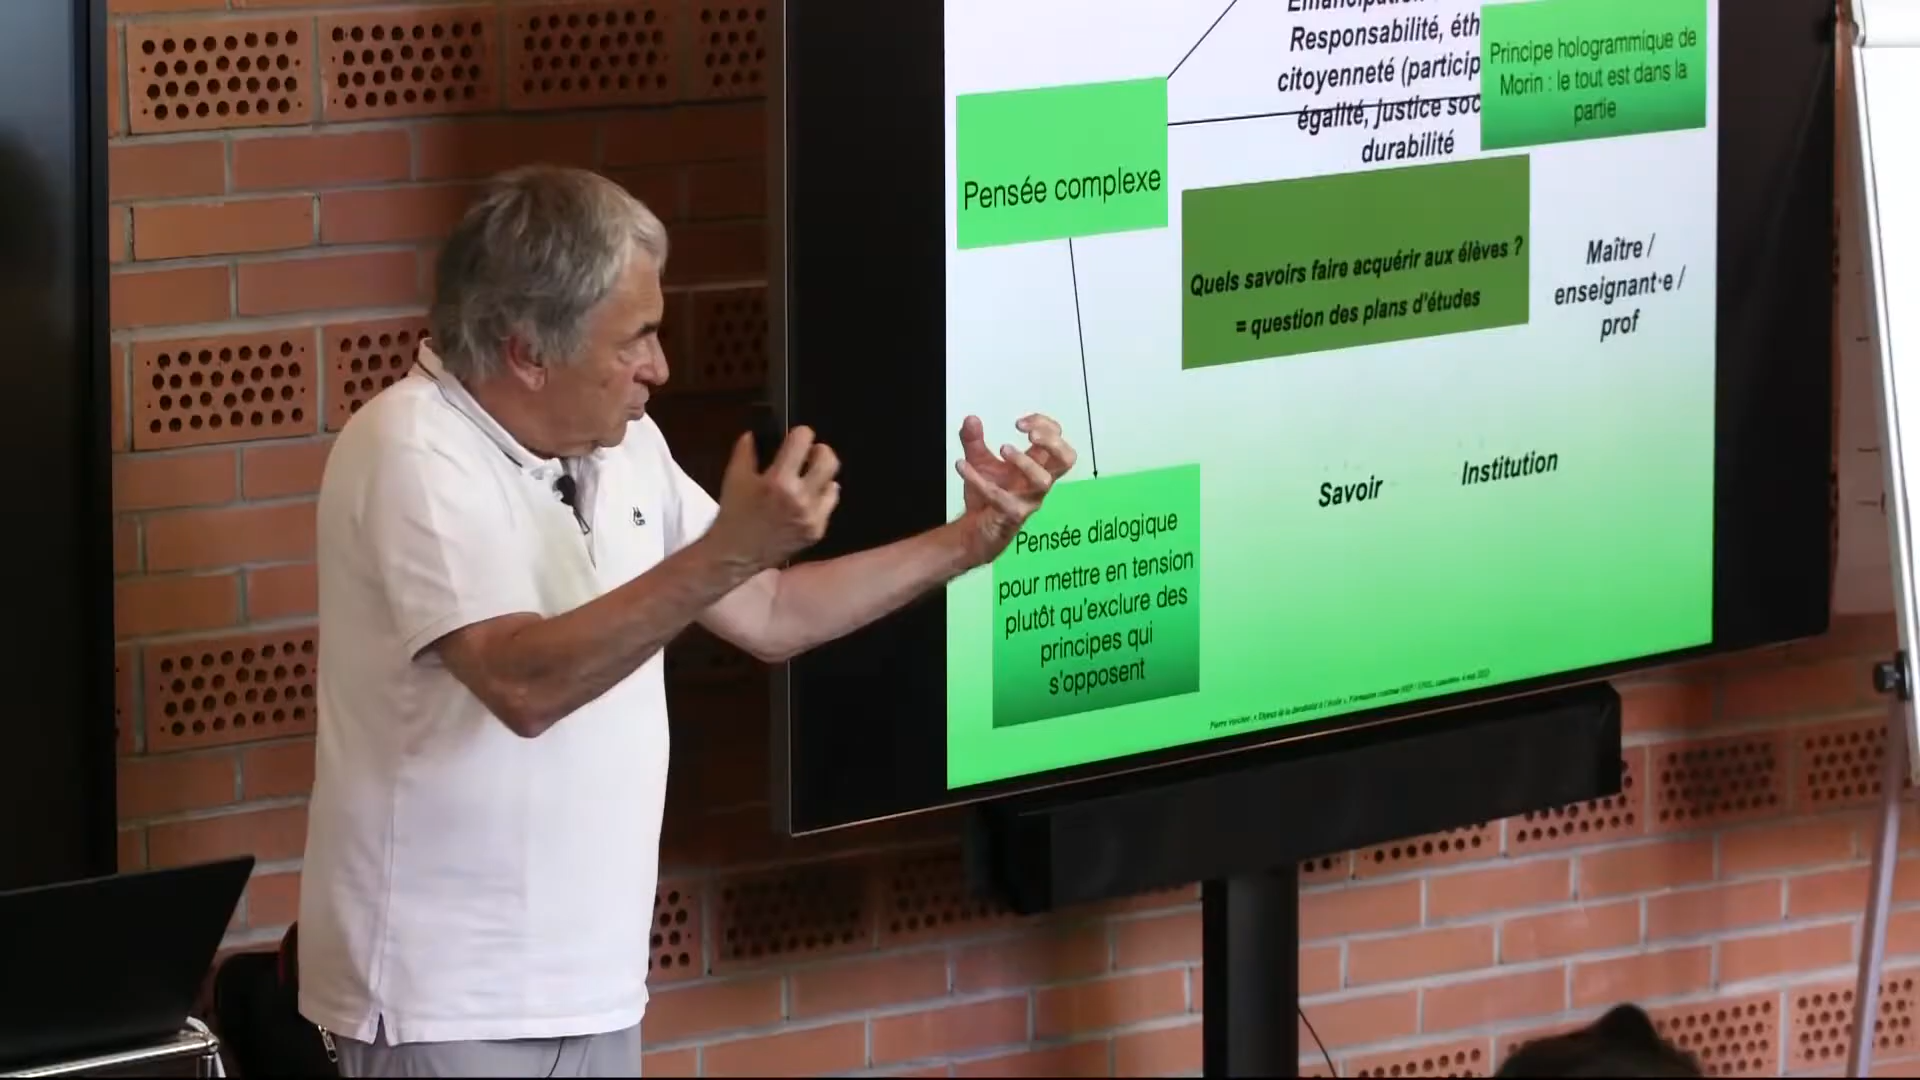 Emancipation
Responsabilité, éth
citoyenneté (particip
égalité, justice soc
durabilité
Principe hologrammique de
Morin : le tout est dans la
partie
Pensée complexe
Quels savoirs faire acquérir aux élèves ?
= question des plans d'études
Maître /
enseignant·e /
prof
Savoir
Institution
Pensée dialogique
pour mettre en tension
plutôt qu'exclure des
principes qui
s'opposent